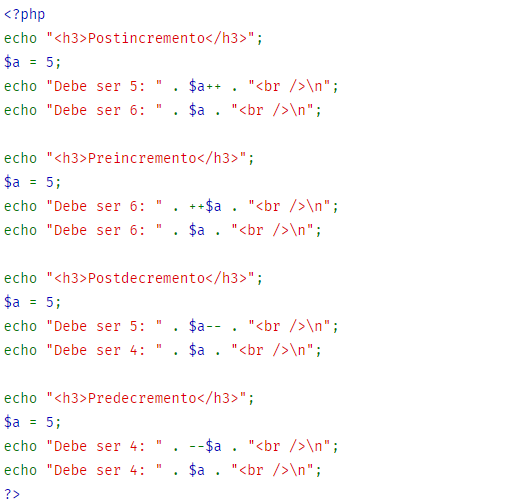 <?php
echo "<h3>Postincremento</h3>";
$a = 5;
echo "Debe ser 5: " . $a++ . "<br />\n";
echo "Debe ser 6: " . $a . "<br />\n";

echo "<h3>Preincremento</h3>";
$a = 5;
echo "Debe ser 6: " . ++$a . "<br />\n";
echo "Debe ser 6: " . $a . "<br />\n";

echo "<h3>Postdecremento</h3>";
$a = 5;
echo "Debe ser 5: " . $a-- . "<br />\n";
echo "Debe ser 4: " . $a . "<br />\n";

echo "<h3>Predecremento</h3>";
$a = 5;
echo "Debe ser 4: " . --$a . "<br />\n";
echo "Debe ser 4: " . $a . "<br />\n";
?>